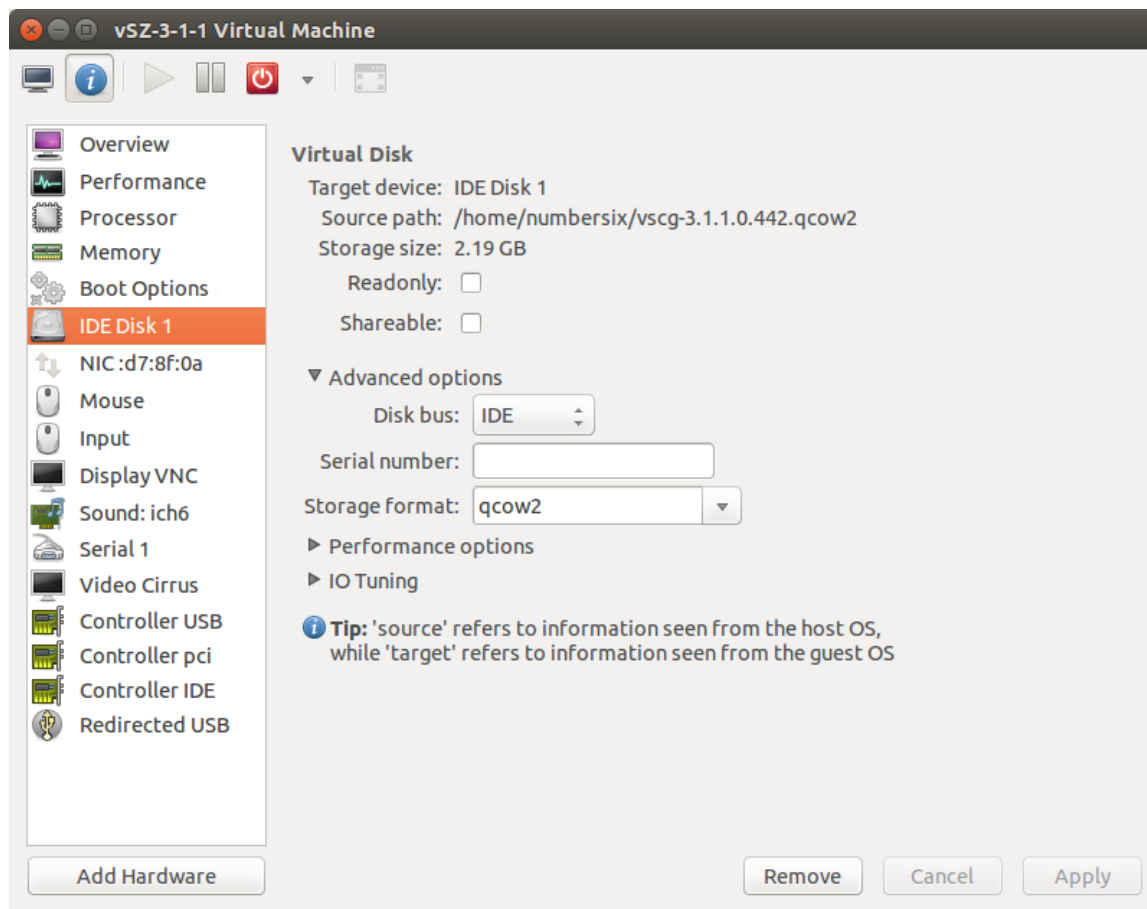 vSZ-3-1-1 Virtual Machine
Overview
Performance
Processor
Memory
Boot Options
IDE Disk 1
NIC :d7:8f:0a
Mouse
Input
Display VNC
Sound: ich6
Serial 1
Video Cirrus
Controller USB
Controller pci
Controller IDE
Redirected USB
Add Hardware
Virtual Disk
Target device: IDE Disk 1
Source path: /home/numbersix/vscg-3.1.1.0.442.qcow2
Storage size: 2.19 GB
Readonly:
Shareable:
Advanced options
Disk bus: IDE
Serial number:
Storage format: qcow2
Performance options
IO Tuning
Tip: 'source' refers to information seen from the host OS,
while 'target' refers to information seen from the guest OS
Remove Cancel Apply